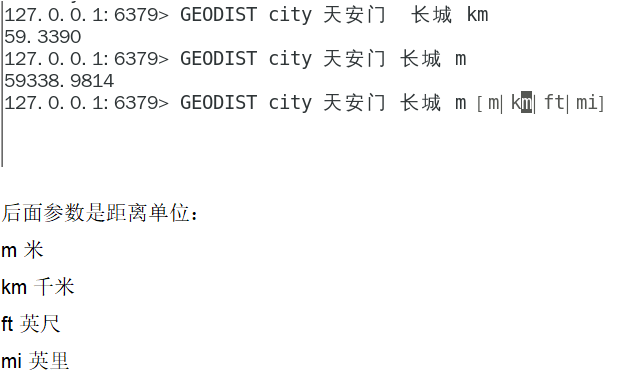 127.0.0.1:6379> GEODIST city 天安门  长城 km
59.3390
127.0.0.1:6379> GEODIST city 天安门 长城 m
59338.9814
127.0.0.1:6379> GEODIST city 天安门 长城 m [m|km|ft|mi]
后面参数是距离单位：
m 米
km 千米
ft 英尺
mi 英里